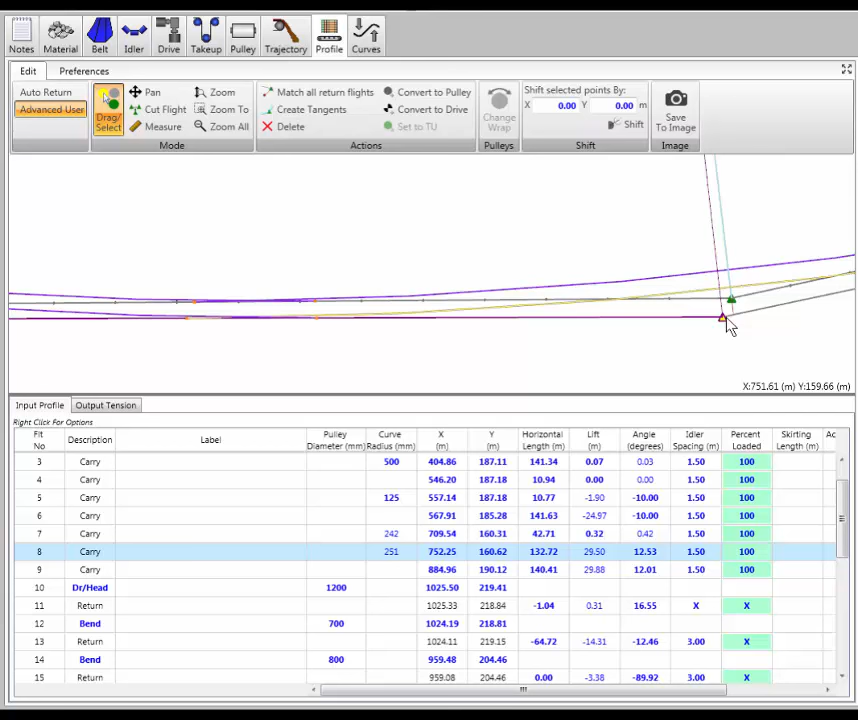 Notes Material Belt Idler Drive Takeup Pulley Trajectory Profile Curves
Edit Preferences
Auto Return Pan Zoom Match all return flights Convert to Pulley Shift selected points By:
Advanced User Drag/ Select Cut Flight Zoom To Create Tangents Convert to Drive Change Wrap X 0.00 Y 0.00 m Save To Image
Measure Zoom All Delete Set to TU Shift
Mode Actions Pulleys Shift Image
X:751.61 (m) Y:159.66 (m)
Input Profile Output Tension
Right Click For Options
Flt No Description Label Pulley Diameter (mm) Curve Radius (mm) X (m) Y (m) Horizontal Length (m) Lift (m) Angle (degrees) Idler Spacing (m) Percent Loaded Skirting Length (m) Ac
3 Carry 500 404.86 187.11 141.34 0.07 0.03 1.50 100
4 Carry 546.20 187.18 10.94 0.00 0.00 1.50 100
5 Carry 125 557.14 187.18 10.77 -1.90 -10.00 1.50 100
6 Carry 567.91 185.28 141.63 -24.97 -10.00 1.50 100
7 Carry 242 709.54 160.31 42.71 0.32 0.42 1.50 100
8 Carry 251 752.25 160.62 132.72 29.50 12.53 1.50 100
9 Carry 884.96 190.12 140.41 29.88 12.01 1.50 100
10 Dr/Head 1200 1025.50 219.41
11 Return 1025.33 218.84 -1.04 0.31 16.55 X X
12 Bend 700 1024.19 218.81
13 Return 1024.11 219.15 -64.72 -14.31 -12.46 3.00 X
14 Bend 800 959.48 204.46
15 Return 959.08 204.46 0.00 -3.38 -89.92 3.00 X